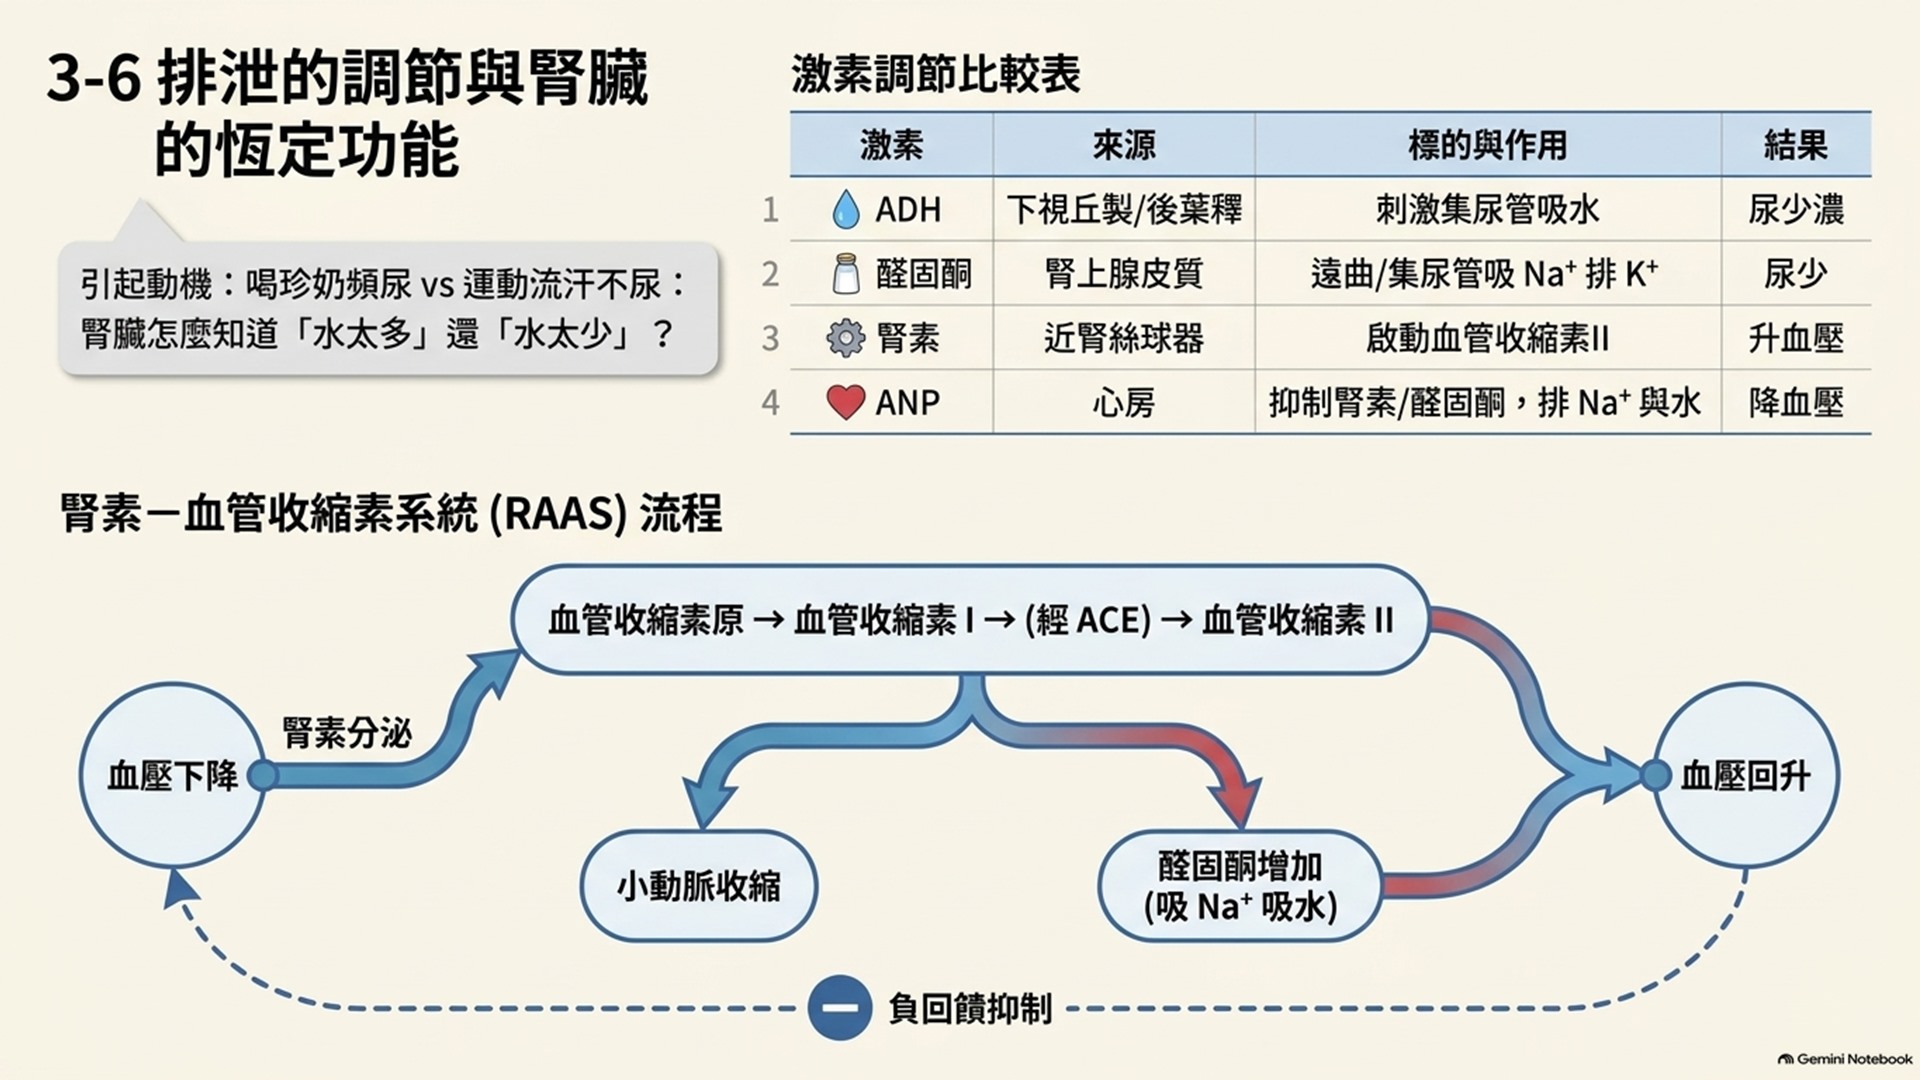 3-6 排泄的調節與腎臟
的恆定功能
引起動機：喝珍奶頻尿 vs 運動流汗不尿：
腎臟怎麼知道「水太多」還「水太少」？
激素調節比較表
激素 來源 標的與作用 結果
1 ADH 下視丘製/後葉釋 刺激集尿管吸水 尿少濃
2 醛固酮 腎上腺皮質 遠曲/集尿管吸 Na⁺ 排 K⁺ 尿少
3 腎素 近腎絲球器 啟動血管收縮素II 升血壓
4 ANP 心房 抑制腎素/醛固酮，排 Na⁺ 與水 降血壓
腎素－血管收縮素系統 (RAAS) 流程
血管收縮素原 → 血管收縮素 I → (經 ACE) → 血管收縮素 II
腎素分泌
血壓下降
血壓回升
小動脈收縮
醛固酮增加
(吸 Na⁺ 吸水)
負回饋抑制
Gemini Notebook